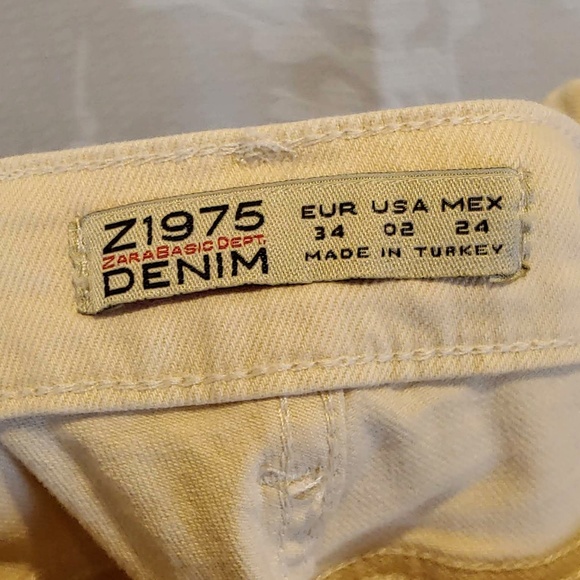 Z1975
ZARABASIC DEPT.
DENIM
EUR USA MEX
34 02 24
MADE IN TURKEY